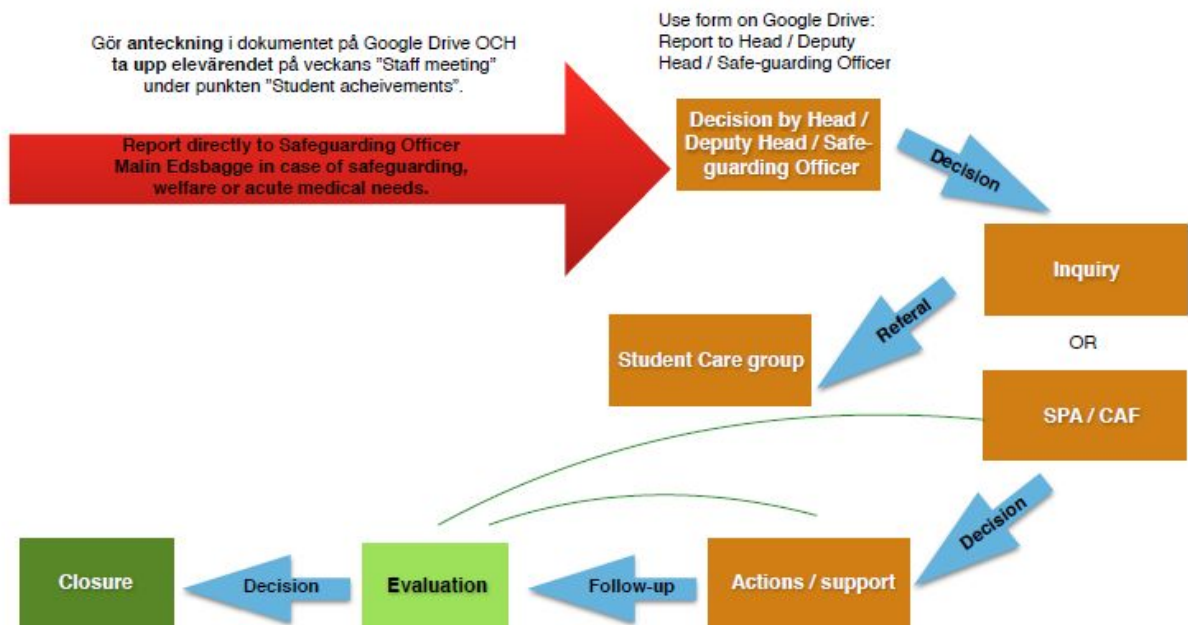 Gör anteckning i dokumentet på Google Drive OCH
ta upp elevärendet på veckans "Staff meeting"
under punkten "Student acheivements".
Use form on Google Drive:
Report to Head / Deputy
Head / Safe-guarding Officer
Report directly to Safeguarding Officer
Malin Edsbagge in case of safeguarding,
welfare or acute medical needs.
Decision by Head /
Deputy Head / Safe-
guarding Officer
Decision
Inquiry
OR
SPA / CAF
Referal
Student Care group
Decision
Actions / support
Follow-up
Evaluation
Decision
Closure